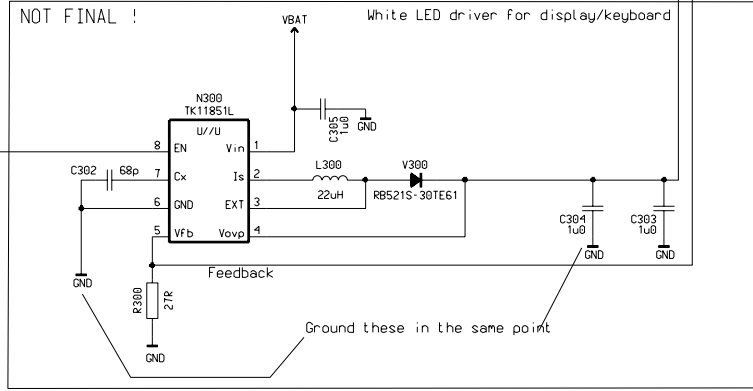 NOT FINAL !
VBAT
White LED driver for display/keyboard
N300
TK11851L
U//U
C305
1u0
GND
8 EN Vin 1
C302 68p 7 Cx Is 2
L300
22uH
V300
RB521S-30TE61
6 GND EXT 3
5 Vfb Vovp 4
C304
1u0
GND
C303
1u0
GND
Feedback
GND
R300
27R
GND
Ground these in the same point